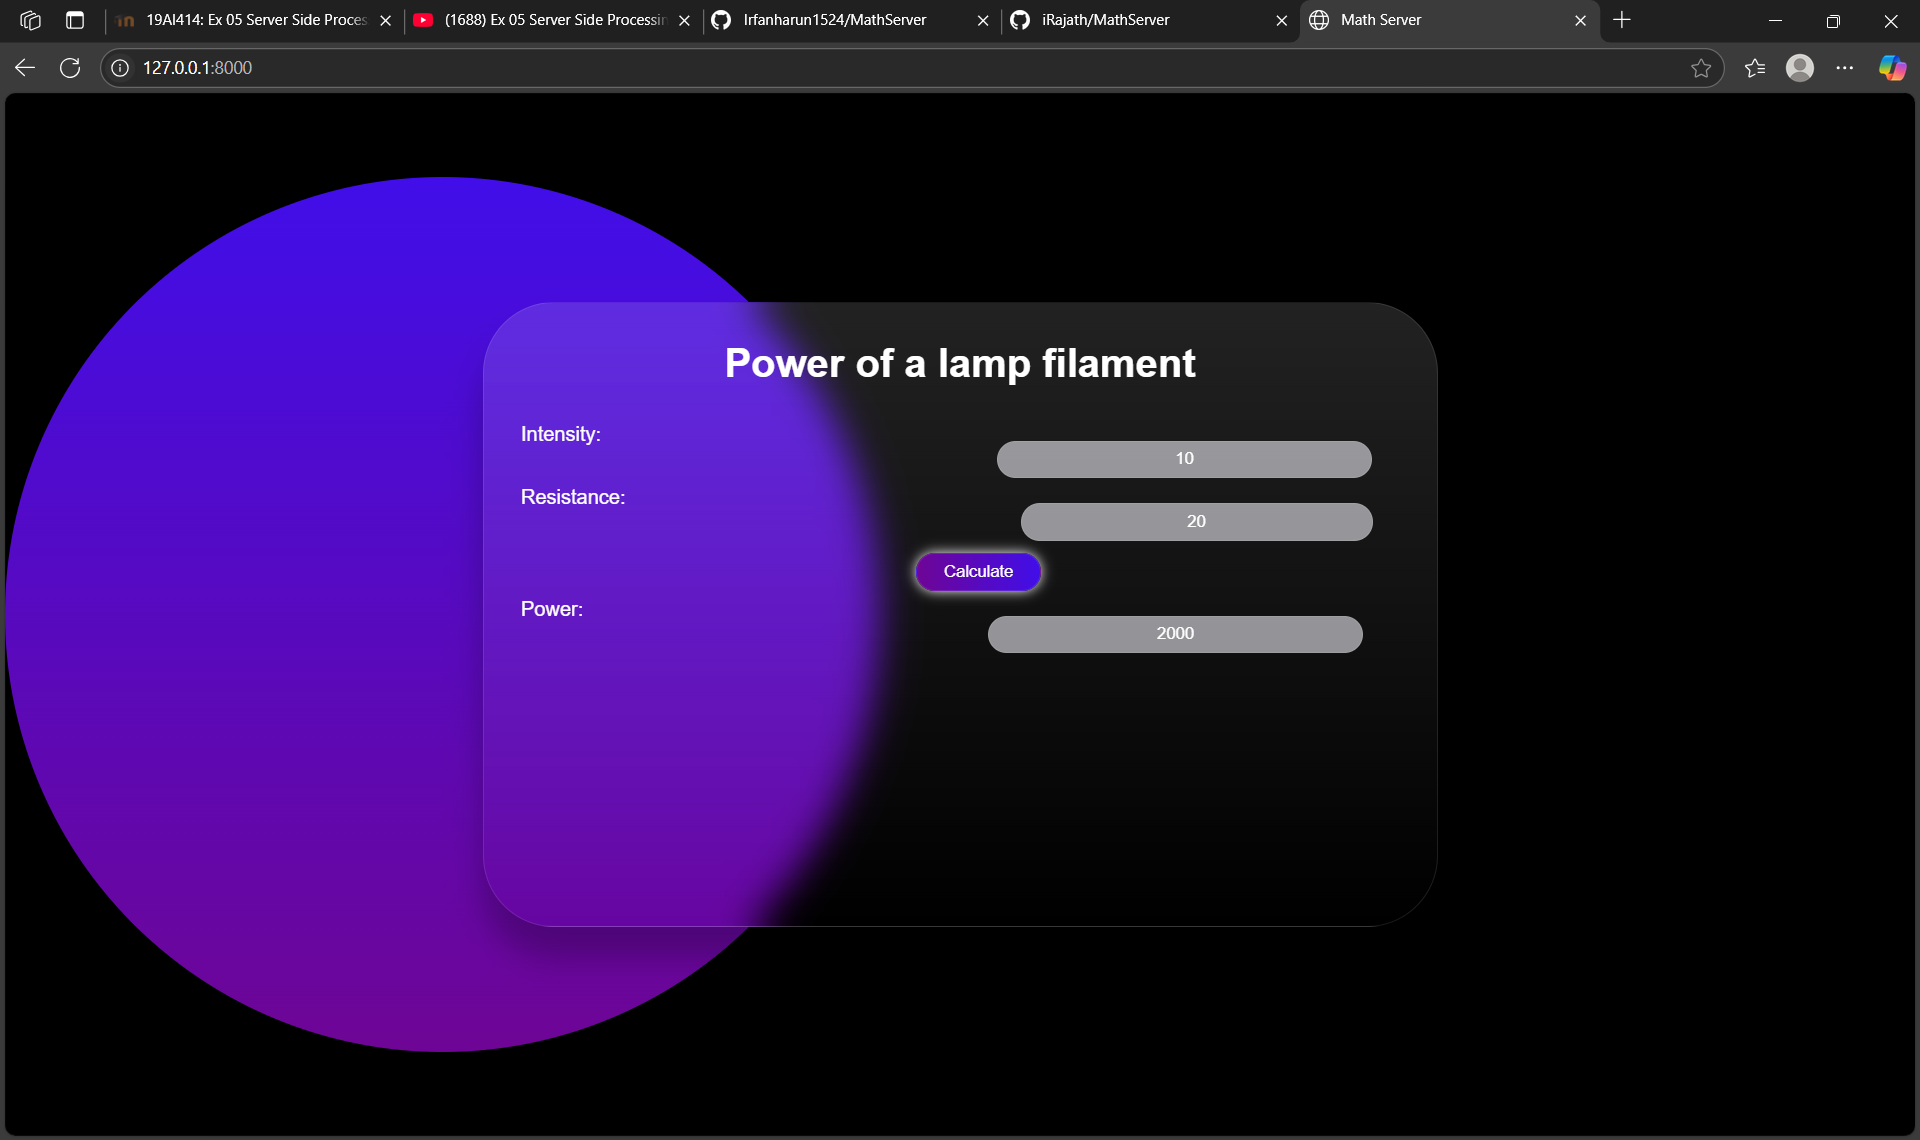 19AI414: Ex 05 Server Side Proces
(1688) Ex 05 Server Side Processin
Irfanharun1524/MathServer
iRajath/MathServer
Math Server
127.0.0.1:8000
Power of a lamp filament
Intensity:
10
Resistance:
20
Calculate
Power:
2000